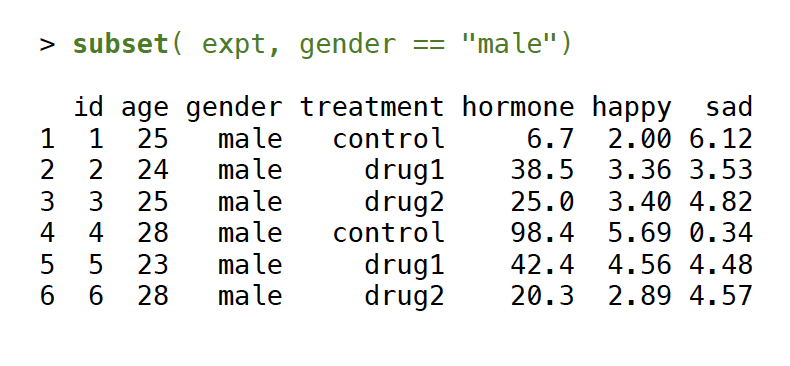 > subset( expt, gender == "male")
id age gender treatment hormone happy sad
1 1 25 male control 6.7 2.00 6.12
2 2 24 male drug1 38.5 3.36 3.53
3 3 25 male drug2 25.0 3.40 4.82
4 4 28 male control 98.4 5.69 0.34
5 5 23 male drug1 42.4 4.56 4.48
6 6 28 male drug2 20.3 2.89 4.57